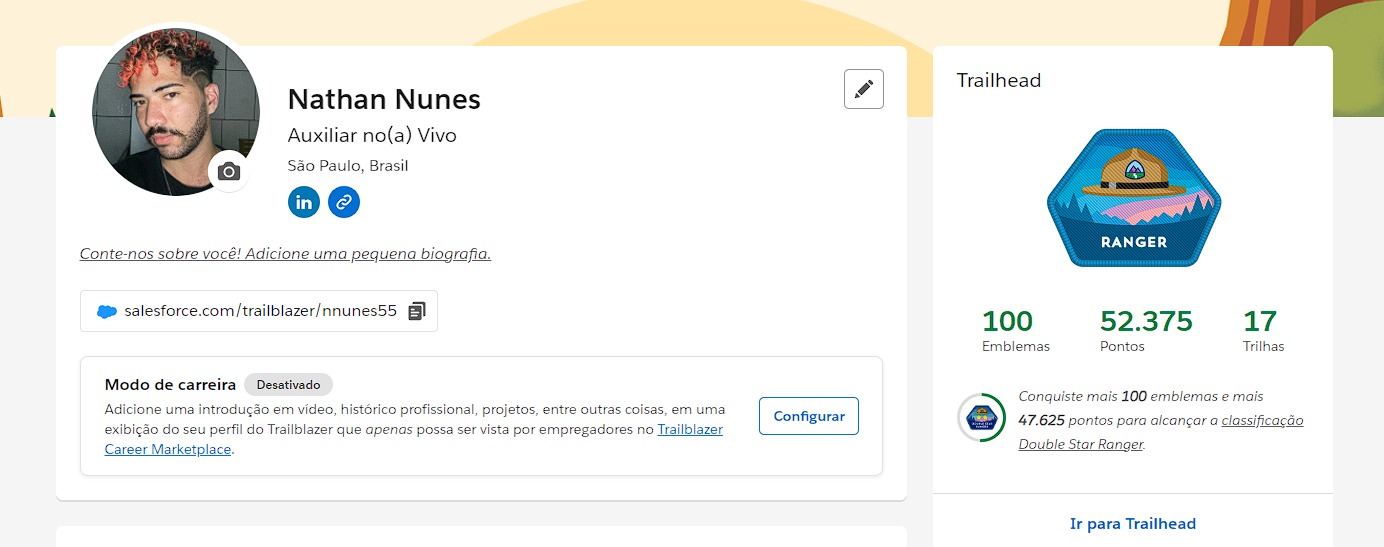 Nathan Nunes
Auxiliar no(a) Vivo
São Paulo, Brasil
in
Conte-nos sobre você! Adicione uma pequena biografia.
salesforce.com/trailblazer/nnunes55
Modo de carreira Desativado
Adicione uma introdução em vídeo, histórico profissional, projetos, entre outras coisas, em uma
exibição do seu perfil do Trailblazer que apenas possa ser vista por empregadores no Trailblazer
Career Marketplace.
Configurar
Trailhead
RANGER
100 52.375 17
Emblemas Pontos Trilhas
Conquiste mais 100 emblemas e mais
47.625 pontos para alcançar a classificação
Double Star Ranger.
DOUBLE STAR
RANGER
Ir para Trailhead